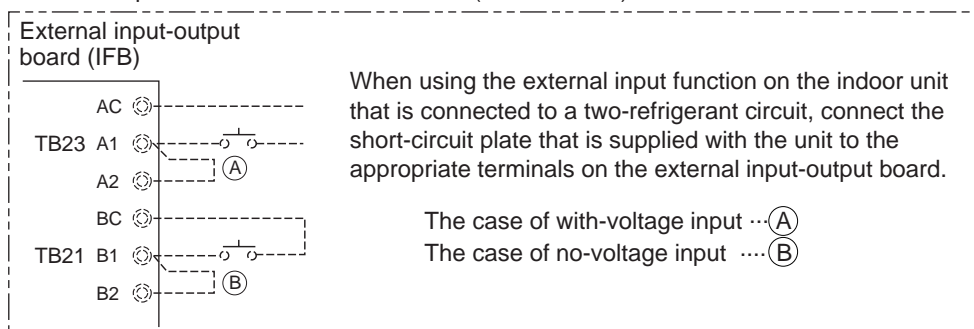 External input-output
board (IFB)
When using the external input function on the indoor unit
that is connected to a two-refrigerant circuit, connect the
short-circuit plate that is supplied with the unit to the
appropriate terminals on the external input-output board.
The case of with-voltage input ···Ⓐ
The case of no-voltage input ····Ⓑ
AC
TB23 A1
Ⓐ
A2
BC
TB21 B1
Ⓑ
B2